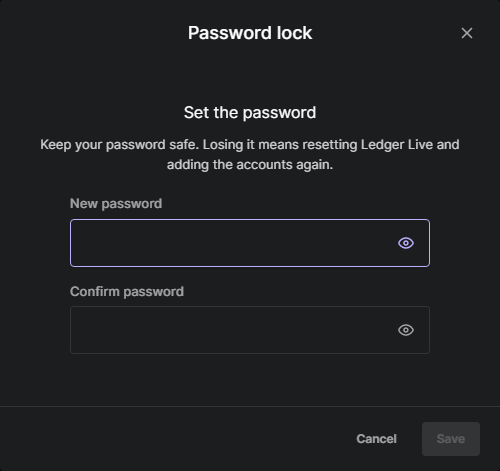 Password lock
Set the password
Keep your password safe. Losing it means resetting Ledger Live and
adding the accounts again.
New password
Confirm password
Cancel
Save